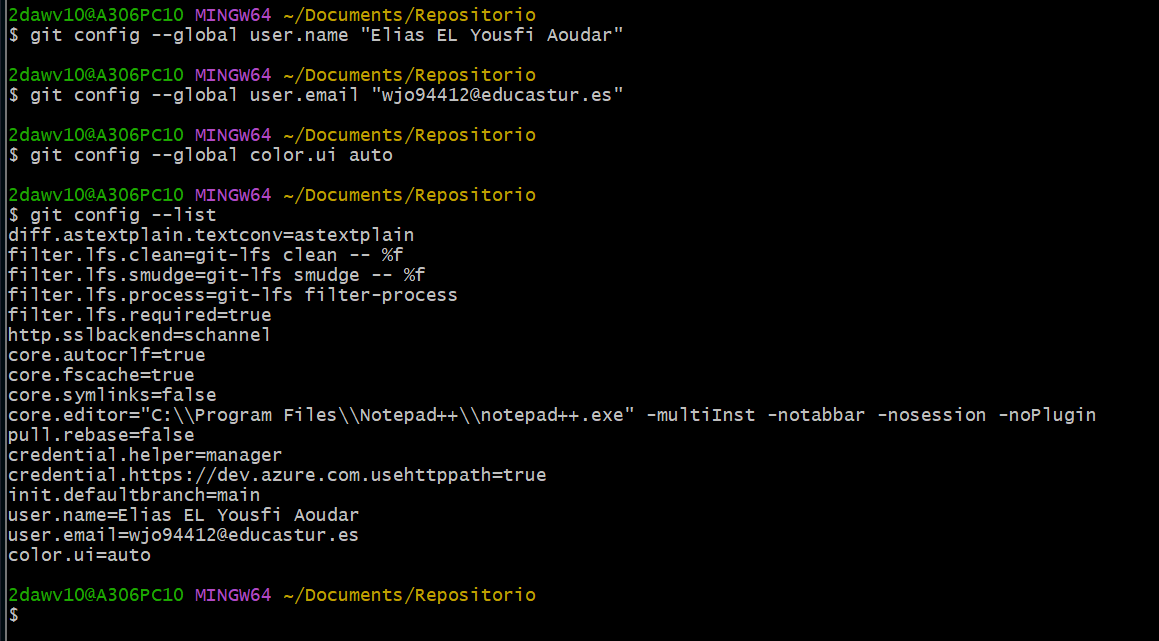 2dawv10@A306PC10 MINGW64 ~/Documents/Repositorio
$ git config --global user.name "Elias EL Yousfi Aoudar"
2dawv10@A306PC10 MINGW64 ~/Documents/Repositorio
$ git config --global user.email "wjo94412@educastur.es"
2dawv10@A306PC10 MINGW64 ~/Documents/Repositorio
$ git config --global color.ui auto
2dawv10@A306PC10 MINGW64 ~/Documents/Repositorio
$ git config --list
diff.astextplain.textconv=astextplain
filter.lfs.clean=git-lfs clean -- %f
filter.lfs.smudge=git-lfs smudge -- %f
filter.lfs.process=git-lfs filter-process
filter.lfs.required=true
http.sslbackend=schannel
core.autocrlf=true
core.fscache=true
core.symlinks=false
core.editor="C:\\Program Files\\Notepad++\\notepad++.exe" -multiInst -notabbar -nosession -noPlugin
pull.rebase=false
credential.helper=manager
credential.https://dev.azure.com.usehttppath=true
init.defaultbranch=main
user.name=Elias EL Yousfi Aoudar
user.email=wjo94412@educastur.es
color.ui=auto
2dawv10@A306PC10 MINGW64 ~/Documents/Repositorio
$